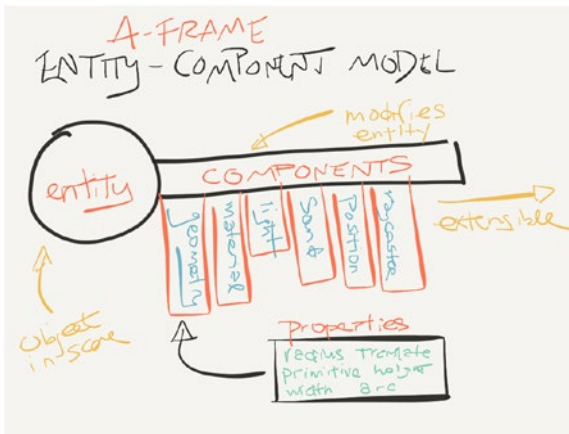 A-FRAME
ENTITY-COMPONENT MODEL
modifies
entity
entity
COMPONENTS
geometry
material
light
Sound
Position
raycaster
extensible
object
in scene
properties
radius
primitive height
width arc